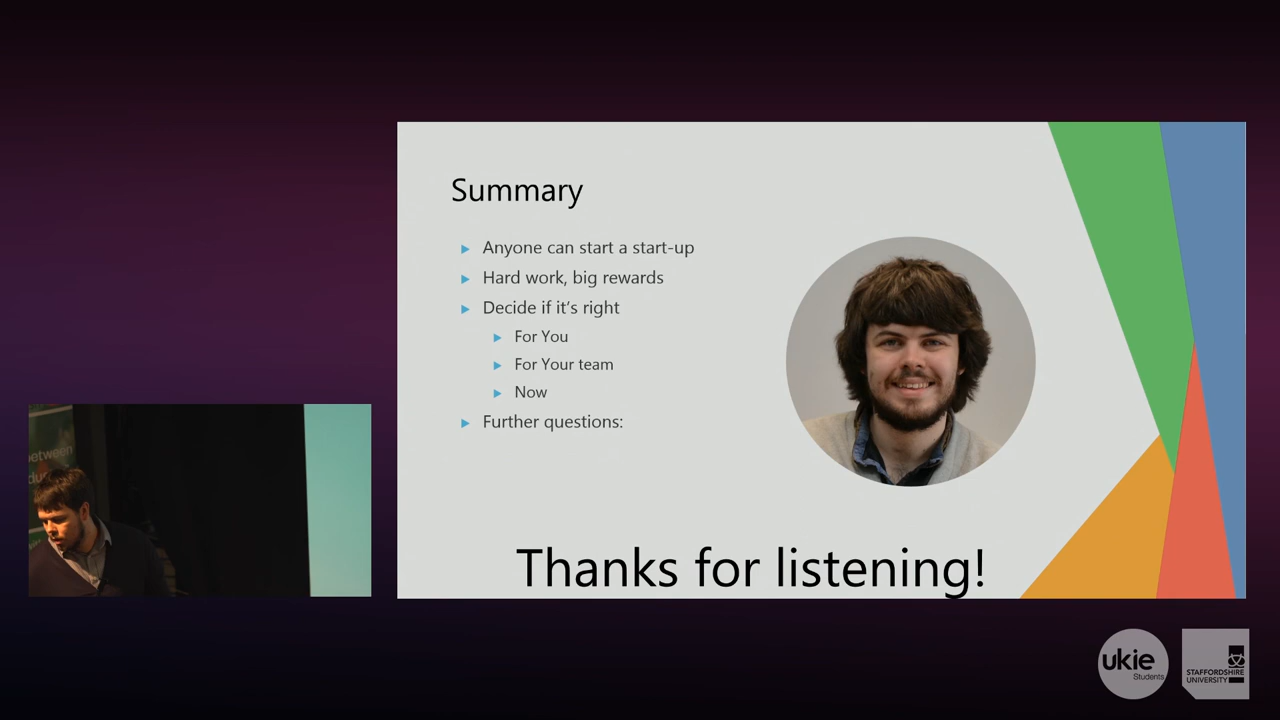 Summary
Anyone can start a start-up
Hard work, big rewards
Decide if it's right
For You
For Your team
Now
Further questions:
Thanks for listening!
etween
ukie
Students
STAFFORDSHIRE
UNIVERSITY